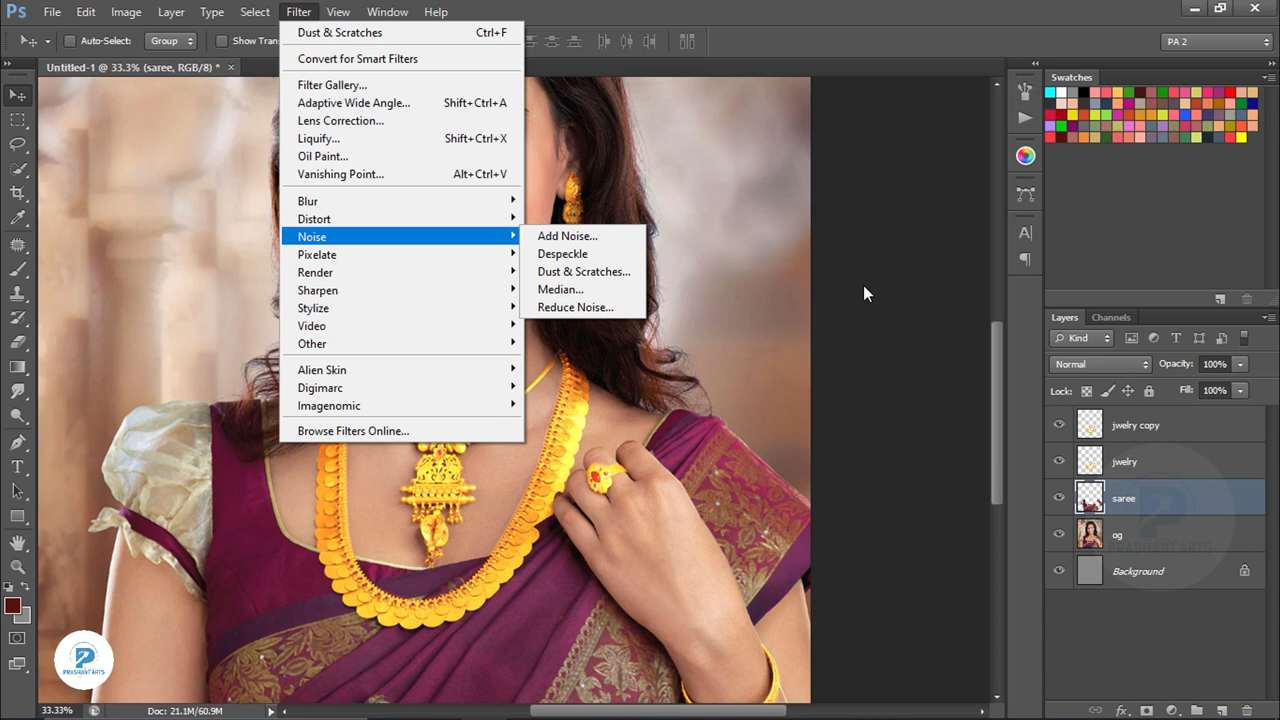 Ps File Edit Image Layer Type Select Filter View Window Help
Auto-Select: Group Show Tran
PA 2
Untitled-1 @ 33.3% (saree, RGB/8) * ×
Dust & Scratches Ctrl+F
Convert for Smart Filters
Filter Gallery...
Adaptive Wide Angle... Shift+Ctrl+A
Lens Correction...
Liquify... Shift+Ctrl+X
Oil Paint...
Vanishing Point... Alt+Ctrl+V
Blur
Distort
Noise
Pixelate
Render
Sharpen
Stylize
Video
Other
Alien Skin
Digimarc
Imagenomic
Browse Filters Online...
Add Noise...
Despeckle
Dust & Scratches...
Median...
Reduce Noise...
Swatches
Layers Channels
Kind
Normal Opacity: 100%
Lock: Fill: 100%
jwelry copy
jwelry
saree
og
Background
PRASHANT ARTS
PRASHANT ARTS
33.33% Doc: 21.1M/60.9M